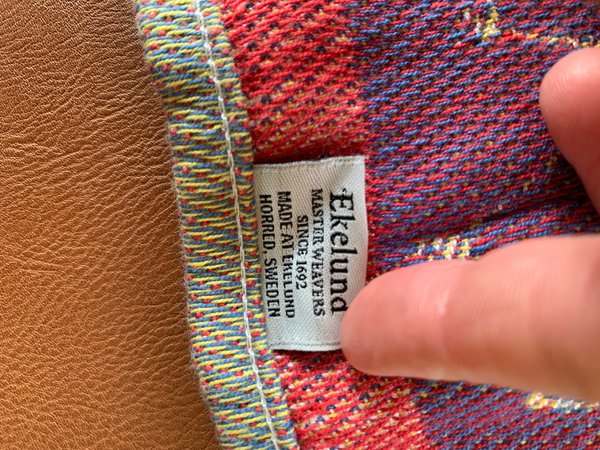 Ekelund
MASTER WEAVERS
SINCE 1692
MADE AT EKELUND
HORRED, SWEDEN